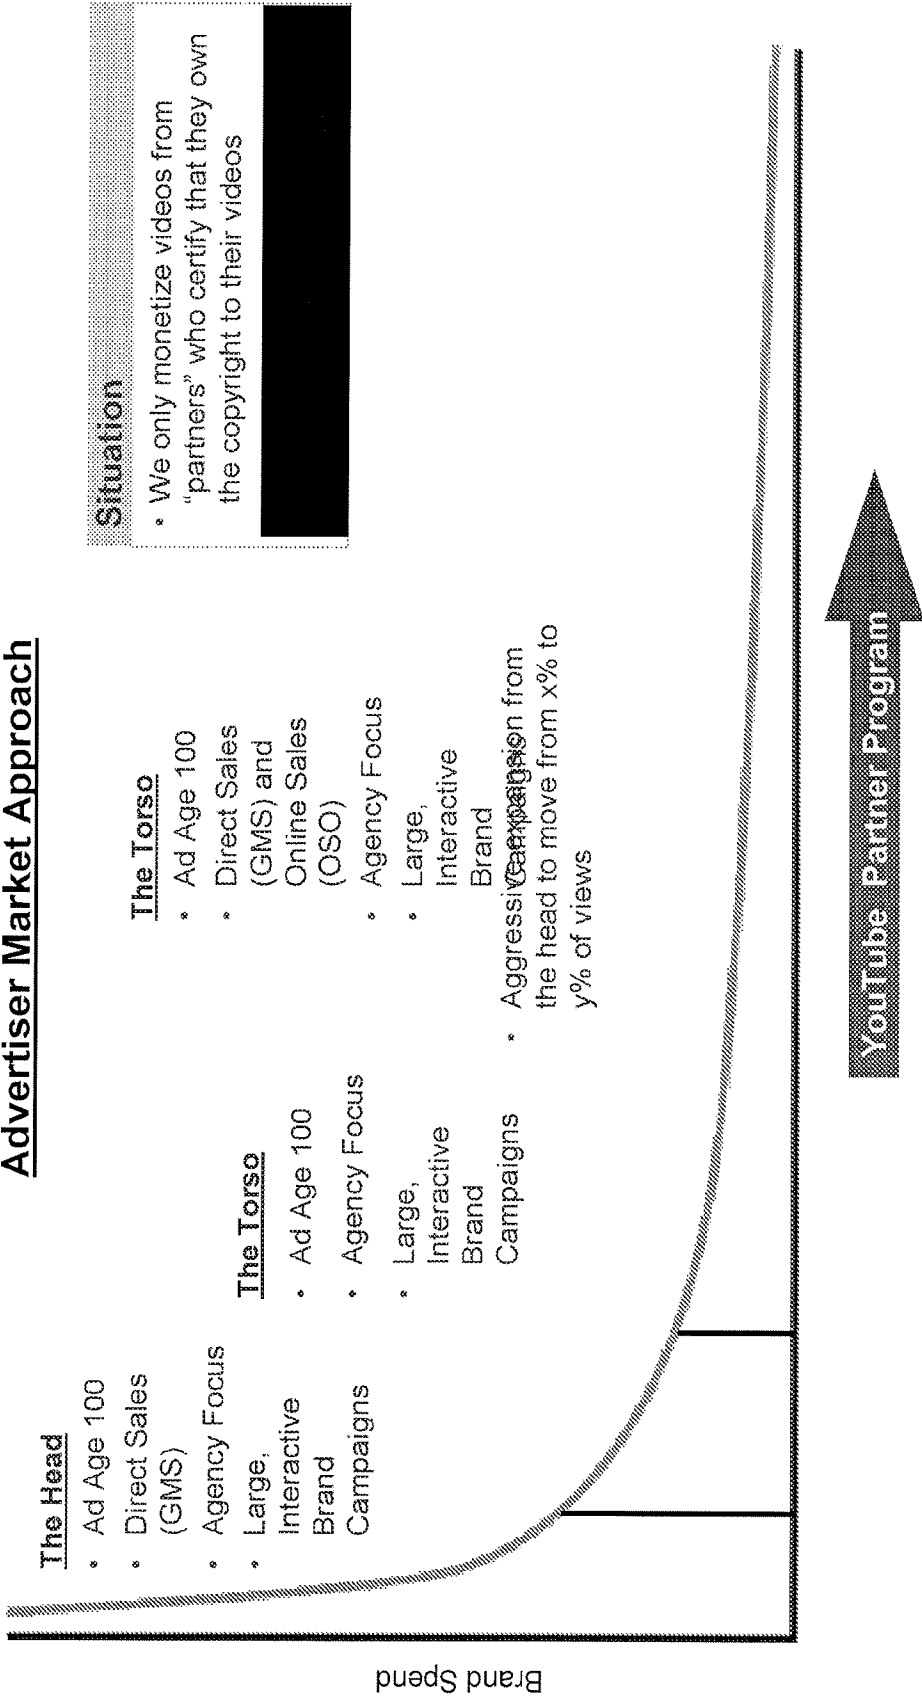 Advertiser Market Approach
The Head
• Ad Age 100
• Direct Sales
(GMS)
• Agency Focus
• Large,
Interactive
Brand
Campaigns
The Torso
• Ad Age 100
• Agency Focus
• Large,
Interactive
Brand
Campaigns
The Torso
• Ad Age 100
• Direct Sales
(GMS) and
Online Sales
(OSO)
• Agency Focus
• Large,
Interactive
Brand
Campaigns
• Aggressive expansion from
the head to move from x% to
y% of views
Situation
• We only monetize videos from
“partners” who certify that they own
the copyright to their videos
Brand Spend
YouTube Partner Program